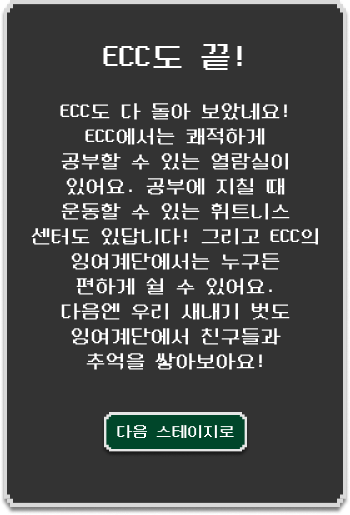 ECC도 끝!
ECC도 다 돌아 보았네요!
ECC에서는 쾌적하게
공부할 수 있는 열람실이
있어요. 공부에 지칠 때
운동할 수 있는 휘트니스
센터도 있답니다! 그리고 ECC의
잉여계단에서는 누구든
편하게 쉴 수 있어요.
다음엔 우리 새내기 벗도
잉여계단에서 친구들과
추억을 쌓아보아요!
다음 스테이지로